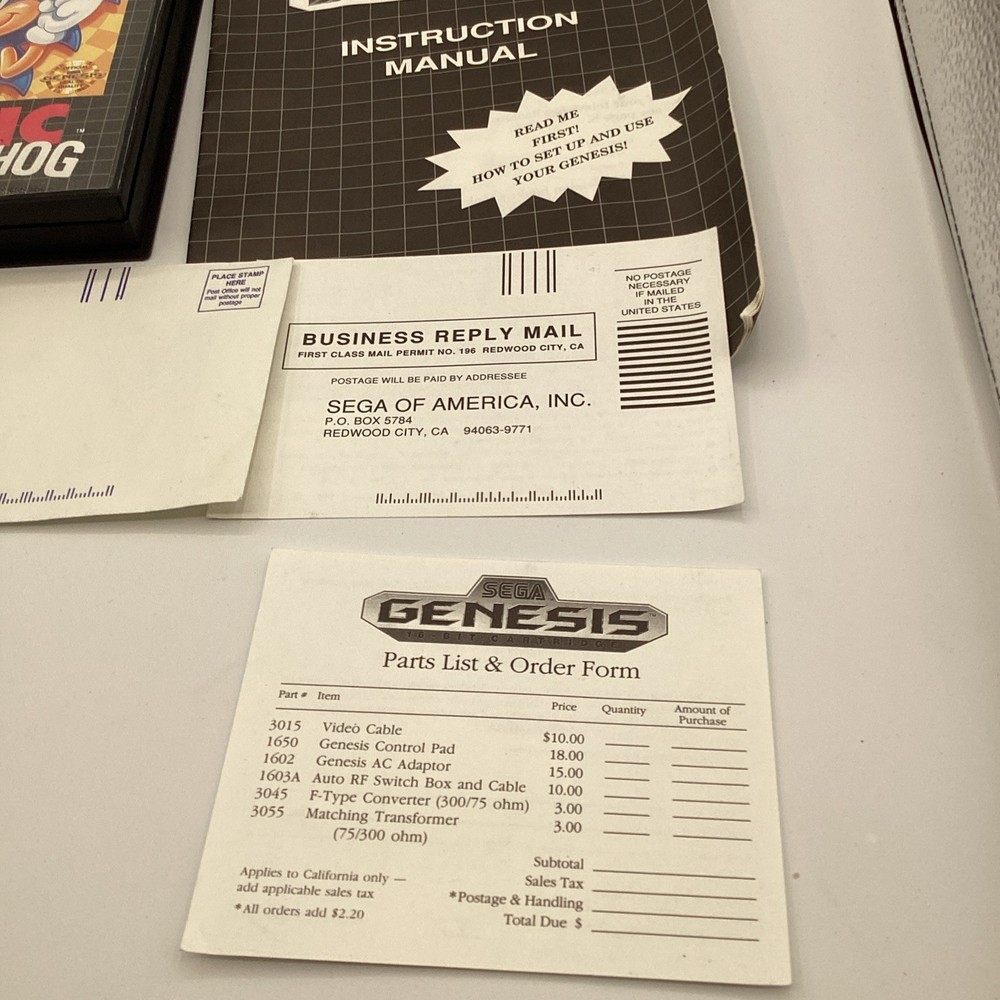 INSTRUCTION
MANUAL
READ ME
FIRST!
HOW TO SET UP AND USE
YOUR GENESIS!
IC
HOG
TM
PLACE STAMP
HERE
Post Office will not
mail without proper
postage
BUSINESS REPLY MAIL
FIRST CLASS MAIL PERMIT NO. 196 REDWOOD CITY, CA
POSTAGE WILL BE PAID BY ADDRESSEE
SEGA OF AMERICA, INC.
P.O. BOX 5784
REDWOOD CITY, CA 94063-9771
NO POSTAGE
NECESSARY
IF MAILED
IN THE
UNITED STATES
SEGA
GENESIS
16-BIT CARTRIDGE
Parts List & Order Form
Part # Item Price Quantity Amount of
Purchase
3015 Video Cable $10.00
1650 Genesis Control Pad 18.00
1602 Genesis AC Adaptor 15.00
1603A Auto RF Switch Box and Cable 10.00
3045 F-Type Converter (300/75 ohm) 3.00
3055 Matching Transformer 3.00
(75/300 ohm)
Subtotal
Sales Tax
*Postage & Handling
Total Due $
Applies to California only —
add applicable sales tax
*All orders add $2.20